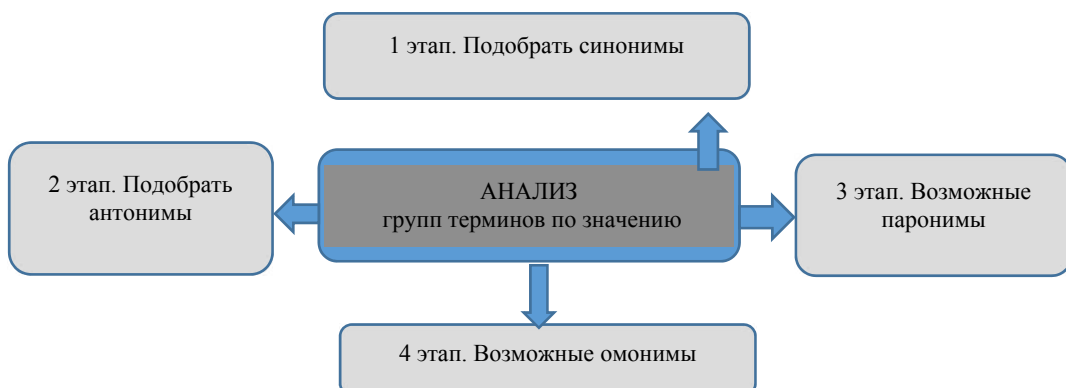 1 этап. Подобрать синонимы
2 этап. Подобрать
антонимы
АНАЛИЗ
групп терминов по значению
3 этап. Возможные
паронимы
4 этап. Возможные омонимы